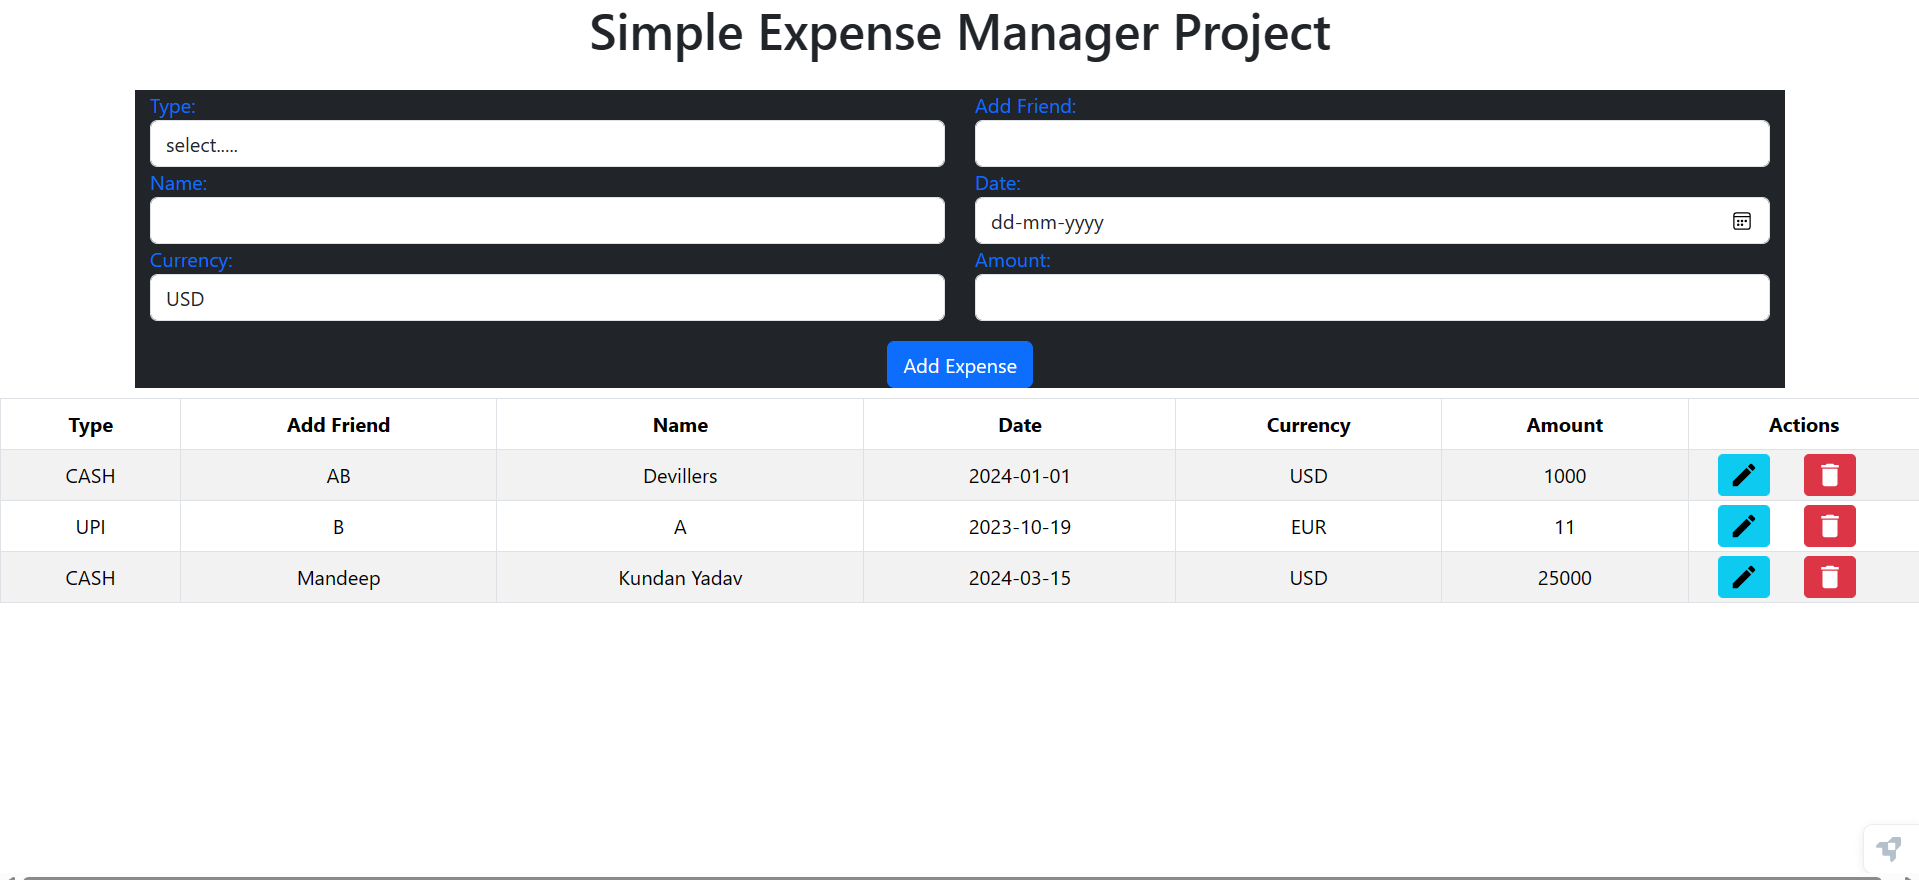 Simple Expense Manager Project
Type: Add Friend:
select.....
Name: Date:
dd-mm-yyyy
Currency: Amount:
USD
Add Expense
Type Add Friend Name Date Currency Amount Actions
CASH AB Devillers 2024-01-01 USD 1000
UPI B A 2023-10-19 EUR 11
CASH Mandeep Kundan Yadav 2024-03-15 USD 25000